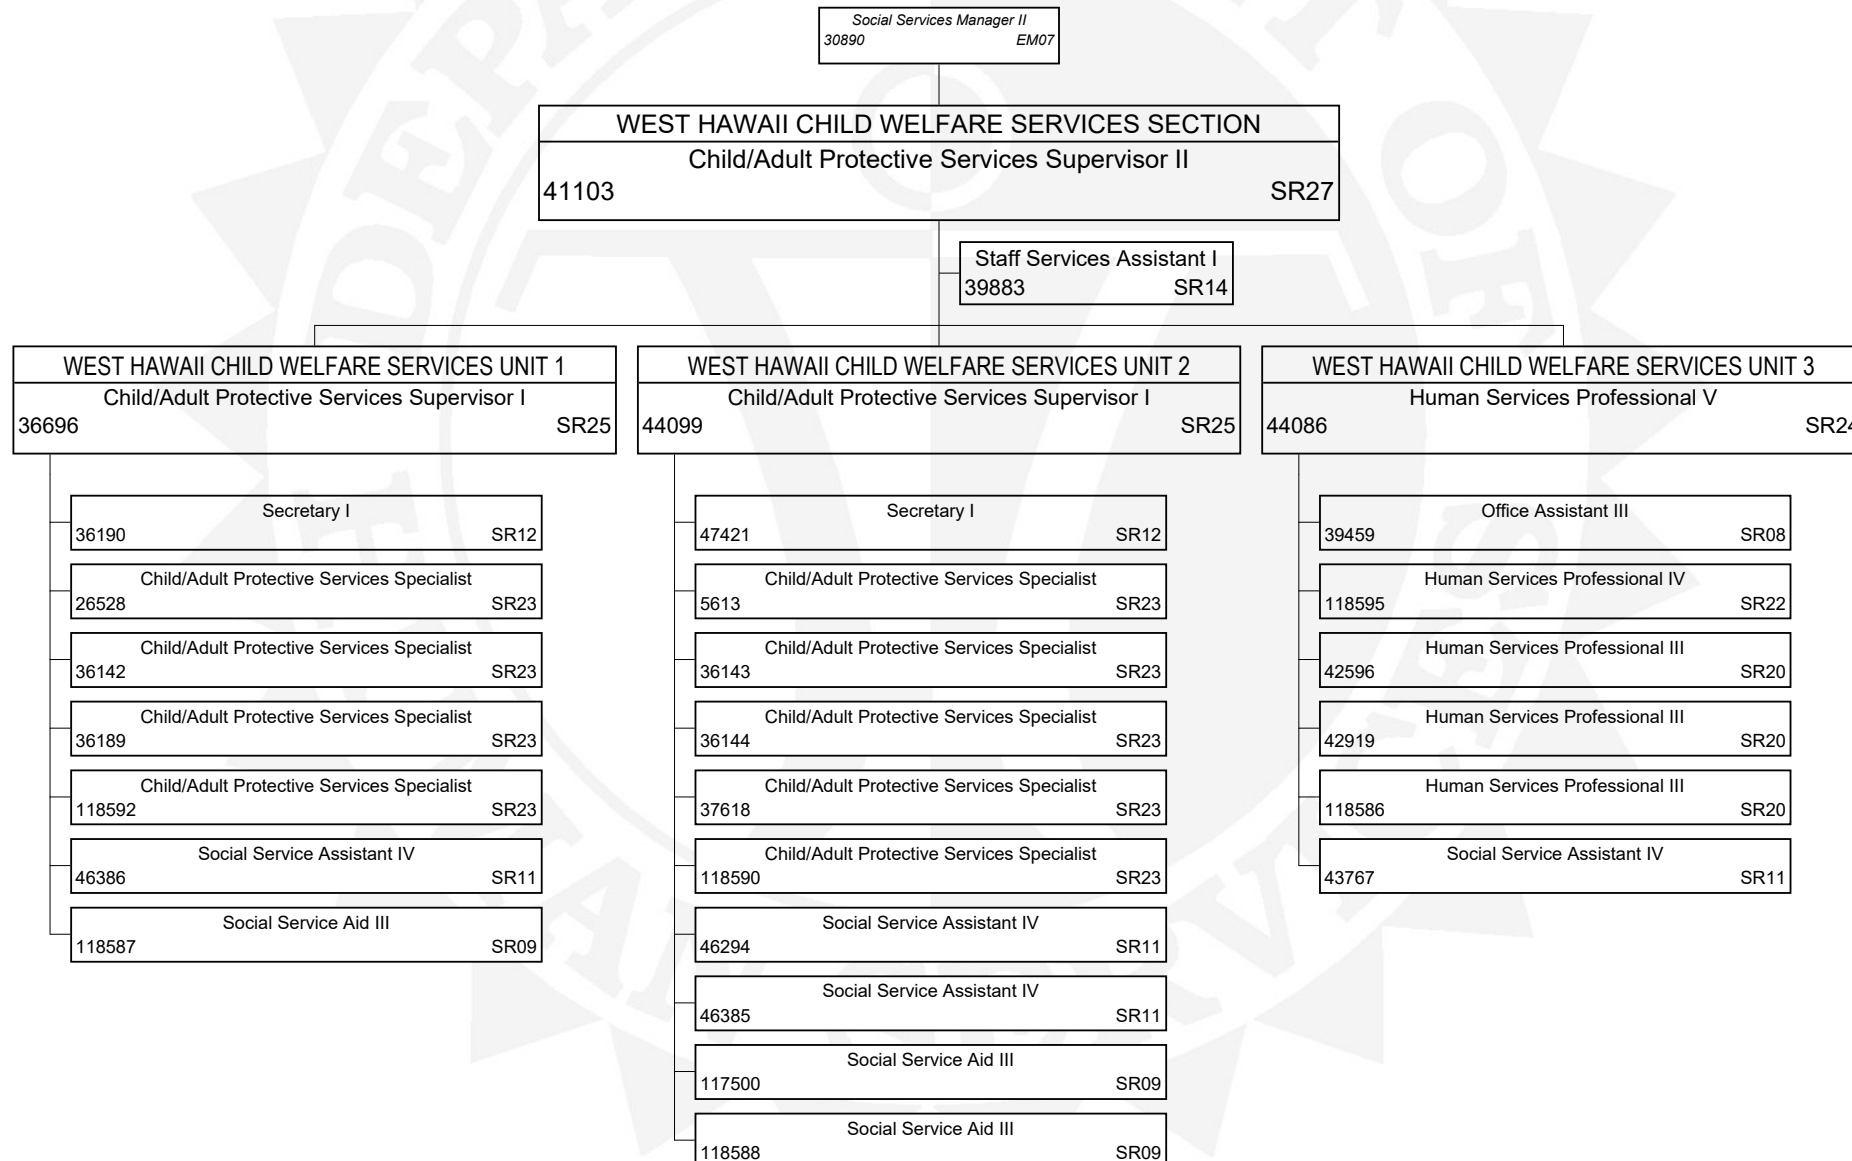 Social Services Manager II
30890 EM07
WEST HAWAII CHILD WELFARE SERVICES SECTION
Child/Adult Protective Services Supervisor II
41103 SR27
Staff Services Assistant I
39883 SR14
WEST HAWAII CHILD WELFARE SERVICES UNIT 1
Child/Adult Protective Services Supervisor I
36696 SR25
Secretary I
36190 SR12
Child/Adult Protective Services Specialist
26528 SR23
Child/Adult Protective Services Specialist
36142 SR23
Child/Adult Protective Services Specialist
36189 SR23
Child/Adult Protective Services Specialist
118592 SR23
Social Service Assistant IV
46386 SR11
Social Service Aid III
118587 SR09
WEST HAWAII CHILD WELFARE SERVICES UNIT 2
Child/Adult Protective Services Supervisor I
44099 SR25
Secretary I
47421 SR12
Child/Adult Protective Services Specialist
5613 SR23
Child/Adult Protective Services Specialist
36143 SR23
Child/Adult Protective Services Specialist
36144 SR23
Child/Adult Protective Services Specialist
37618 SR23
Child/Adult Protective Services Specialist
118590 SR23
Social Service Assistant IV
46294 SR11
Social Service Assistant IV
46385 SR11
Social Service Aid III
117500 SR09
Social Service Aid III
118588 SR09
WEST HAWAII CHILD WELFARE SERVICES UNIT 3
Human Services Professional V
44086 SR24
Office Assistant III
39459 SR08
Human Services Professional IV
118595 SR22
Human Services Professional III
42596 SR20
Human Services Professional III
42919 SR20
Human Services Professional III
118586 SR20
Social Service Assistant IV
43767 SR11